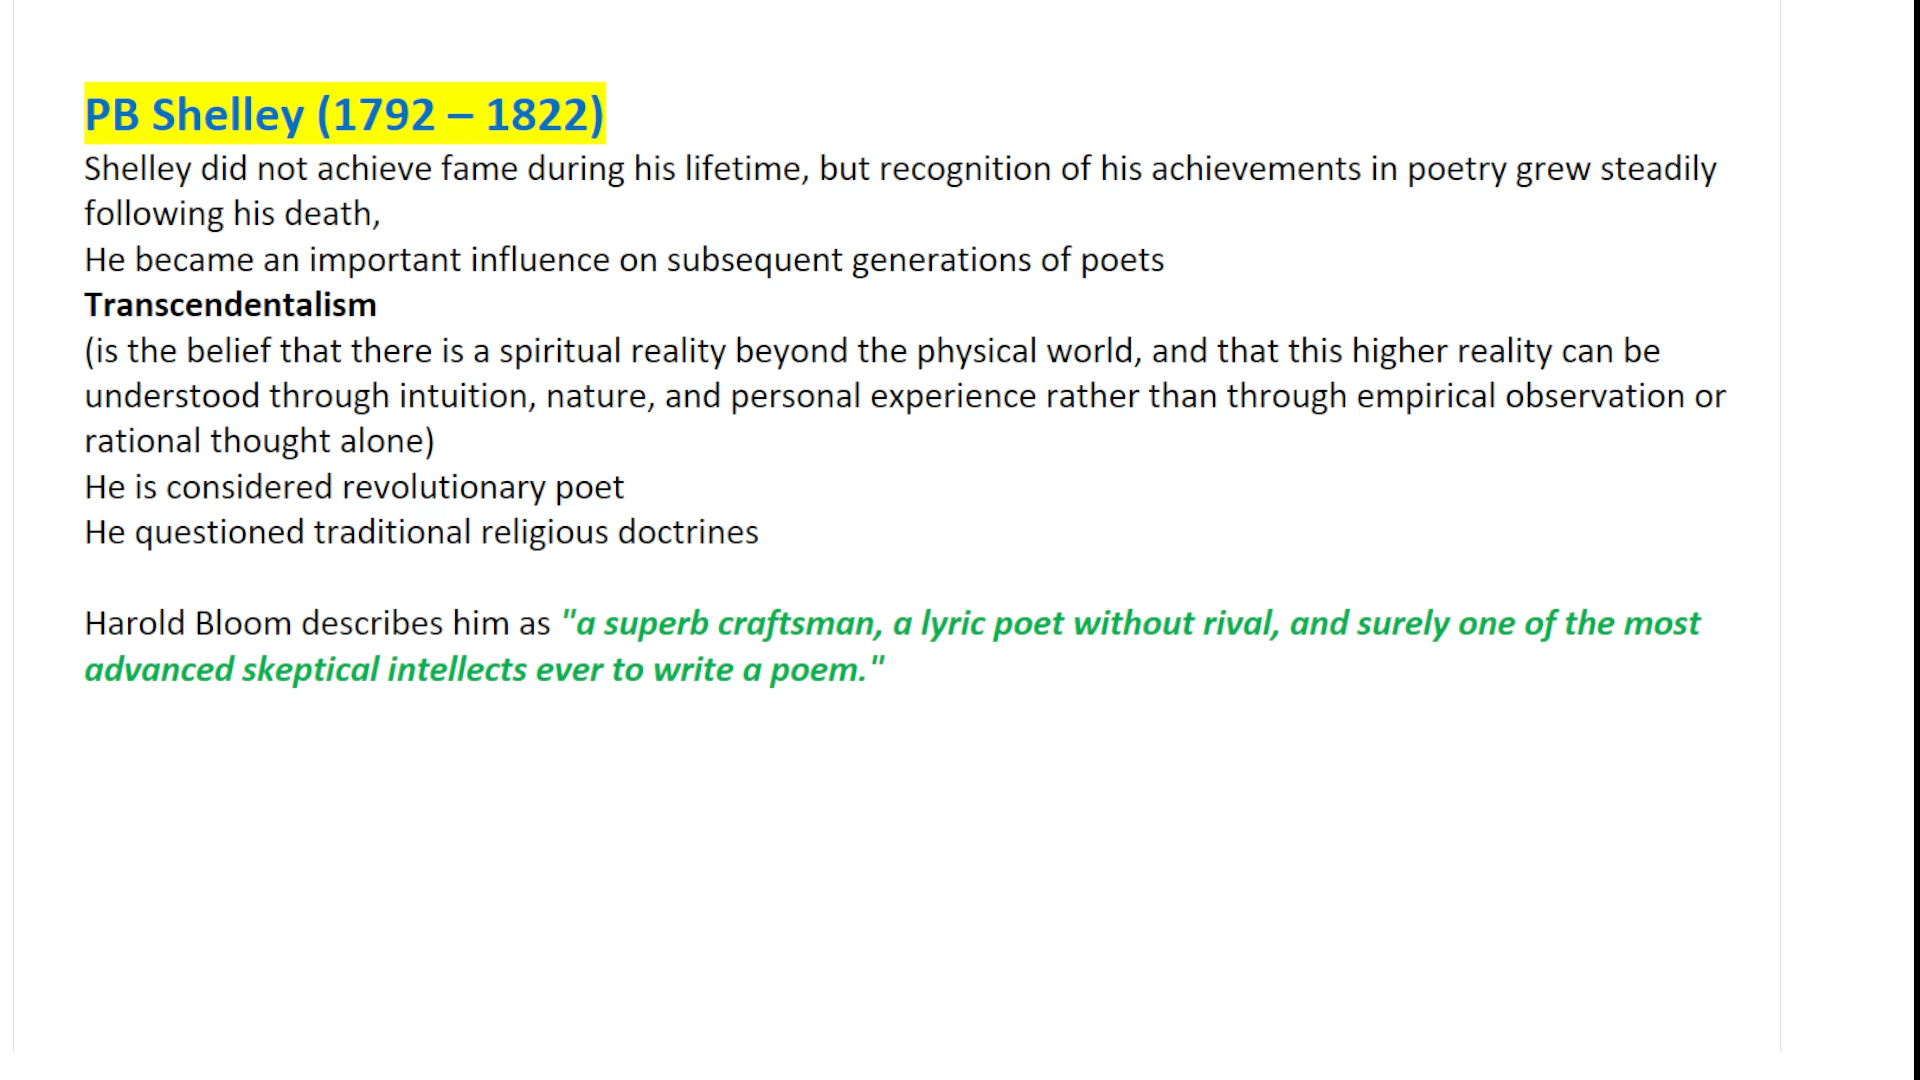 PB Shelley (1792 – 1822)
Shelley did not achieve fame during his lifetime, but recognition of his achievements in poetry grew steadily
following his death,
He became an important influence on subsequent generations of poets
Transcendentalism
(is the belief that there is a spiritual reality beyond the physical world, and that this higher reality can be
understood through intuition, nature, and personal experience rather than through empirical observation or
rational thought alone)
He is considered revolutionary poet
He questioned traditional religious doctrines
Harold Bloom describes him as "a superb craftsman, a lyric poet without rival, and surely one of the most
advanced skeptical intellects ever to write a poem."